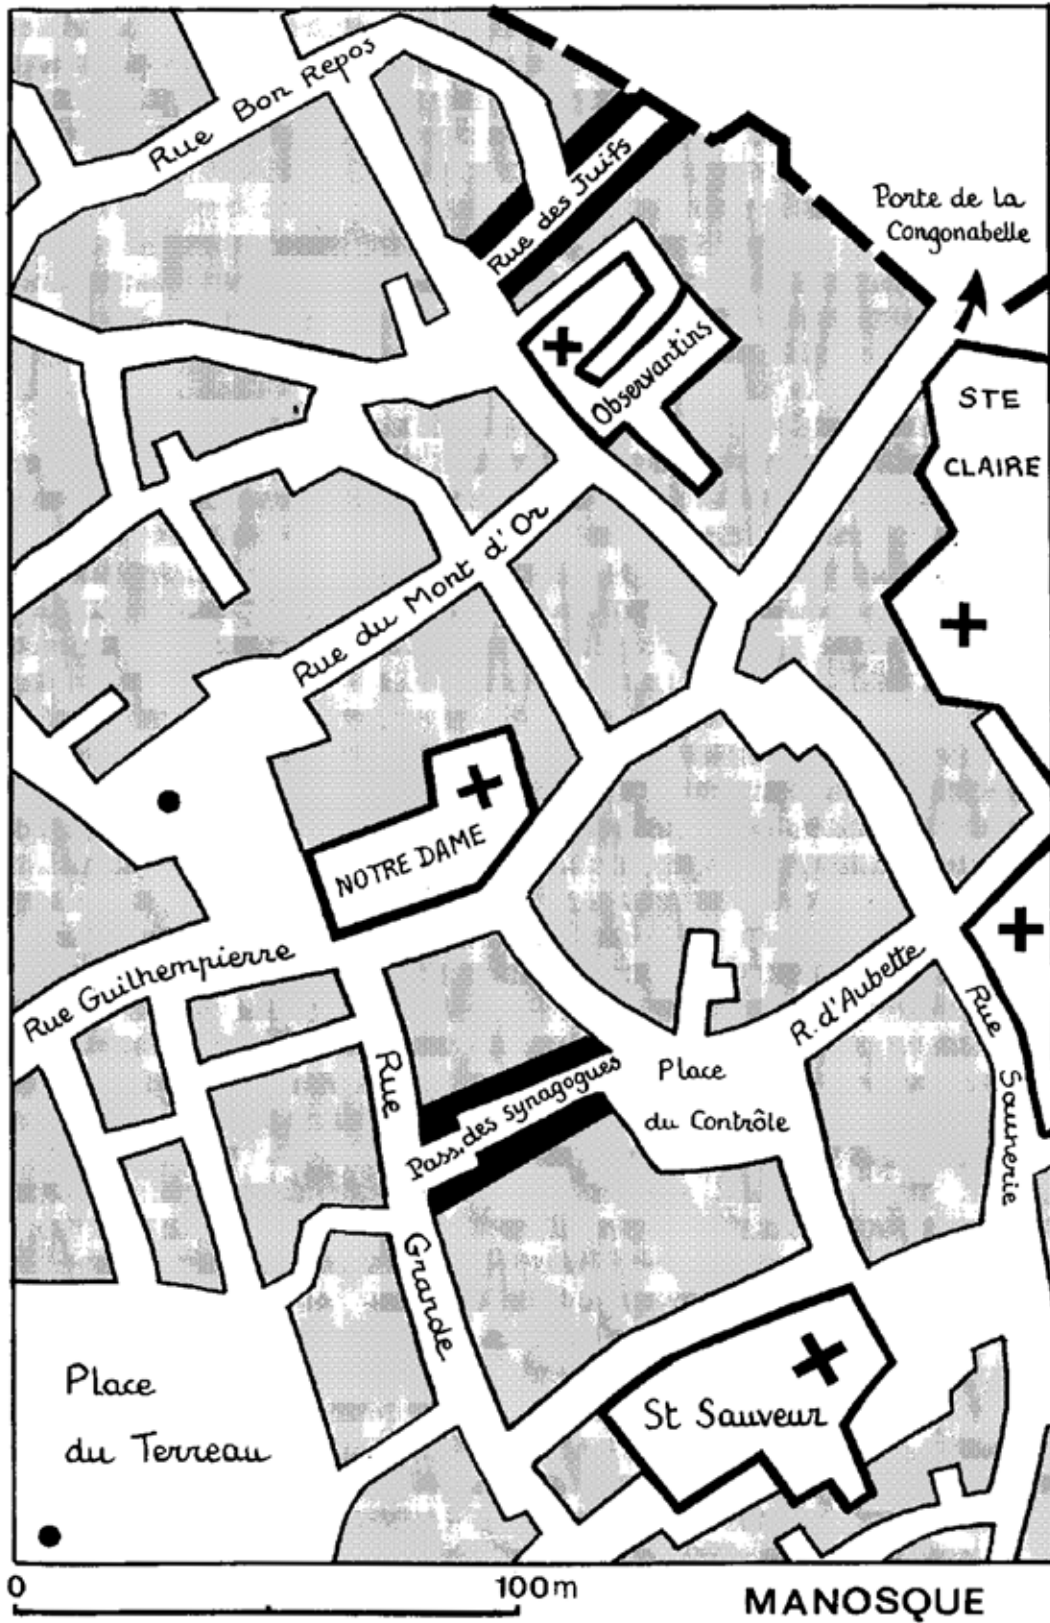 Rue Bon Repos
Rue des Juifs
Porte de la
Congonabelle
Observantins
STE
CLAIRE
Rue du Mont d'Or
NOTRE DAME
Rue Guilhempierre
R. d'Aubette
Rue Saunerie
Place
du Contrôle
Pass. des Synagogues
Rue Grande
Place
du Terreau
St Sauveur
0 100m
MANOSQUE